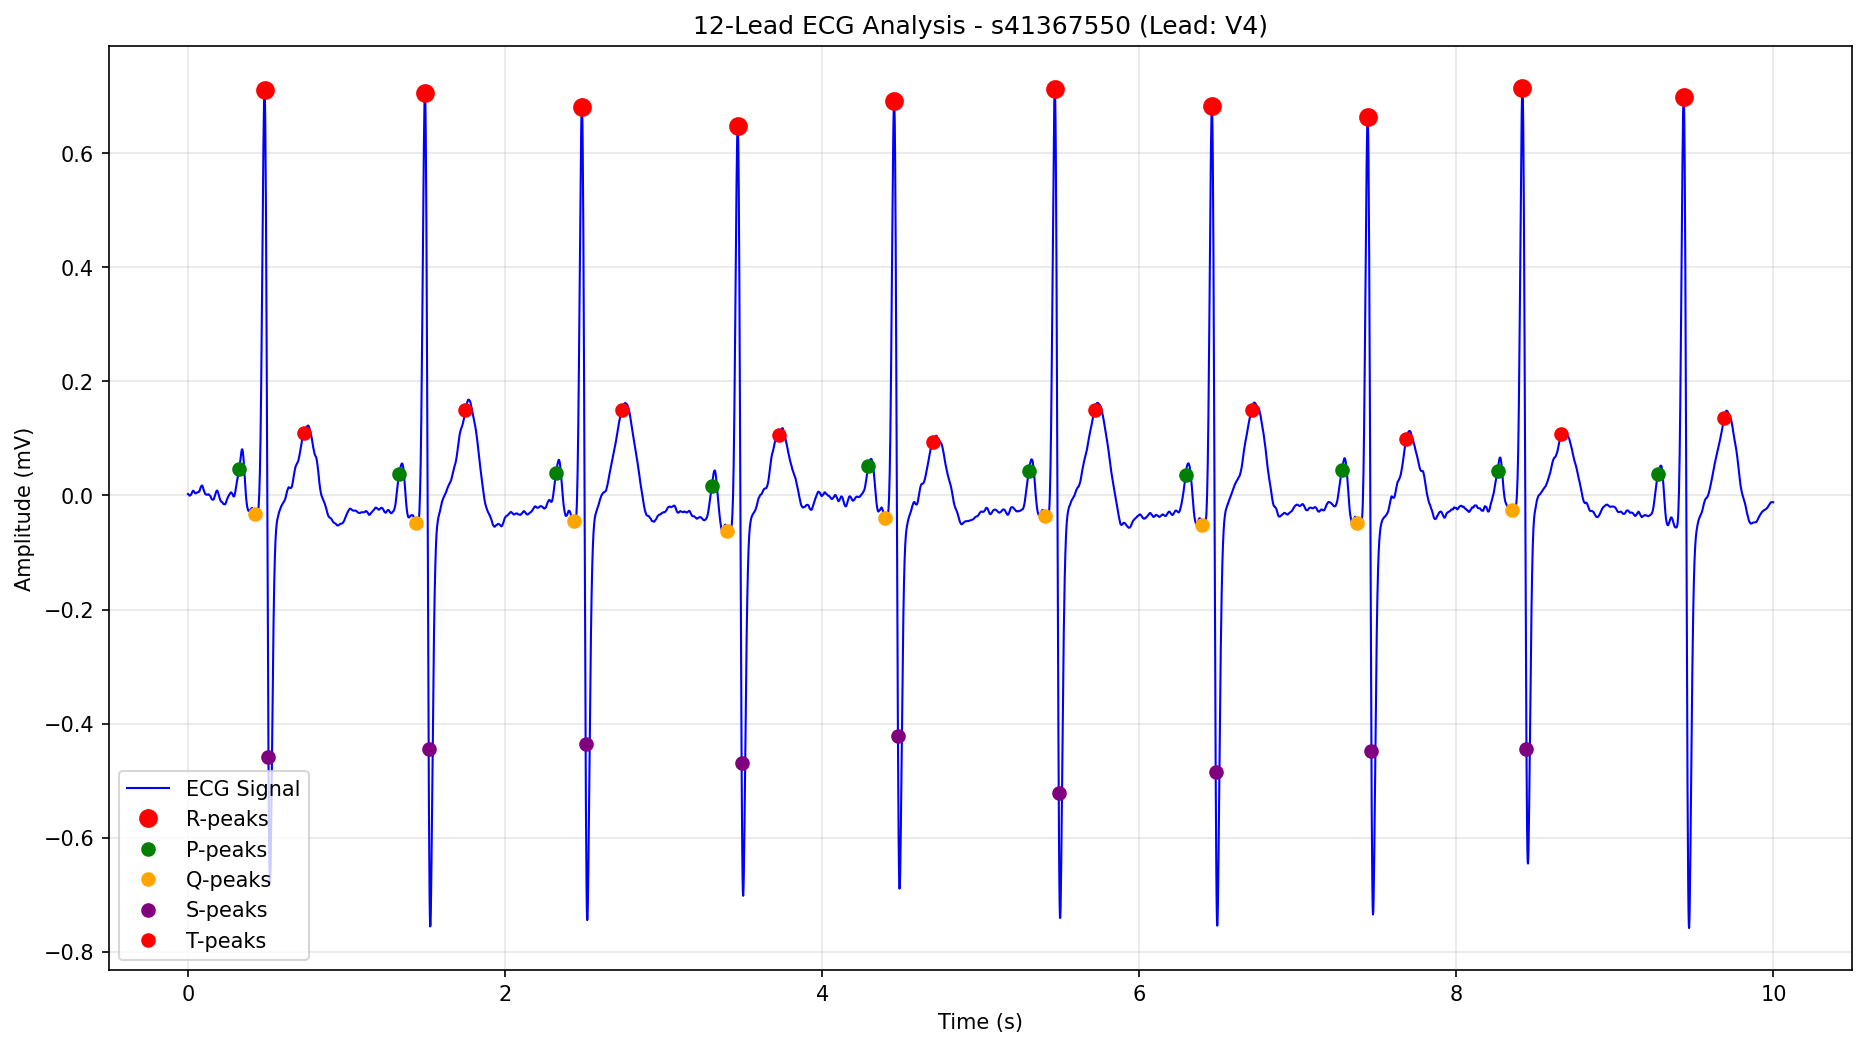 12-Lead ECG Analysis - s41367550 (Lead: V4)
Amplitude (mV)
0.6
0.4
0.2
0.0
−0.2
−0.4
−0.6
−0.8
ECG Signal
R-peaks
P-peaks
Q-peaks
S-peaks
T-peaks
0 2 4 6 8 10
Time (s)